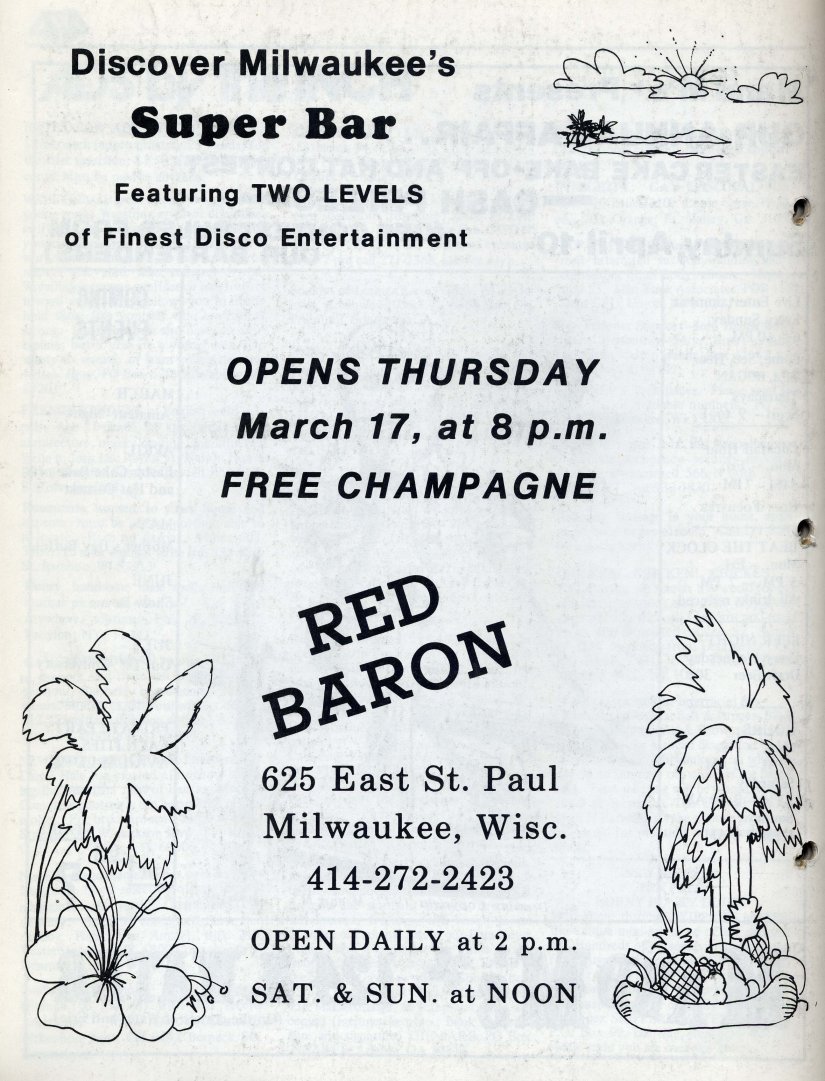 Discover Milwaukee's
Super Bar
Featuring TWO LEVELS
of Finest Disco Entertainment
OPENS THURSDAY
March 17, at 8 p.m.
FREE CHAMPAGNE
RED
BARON
625 East St. Paul
Milwaukee, Wisc.
414-272-2423
OPEN DAILY at 2 p.m.
SAT. & SUN. at NOON